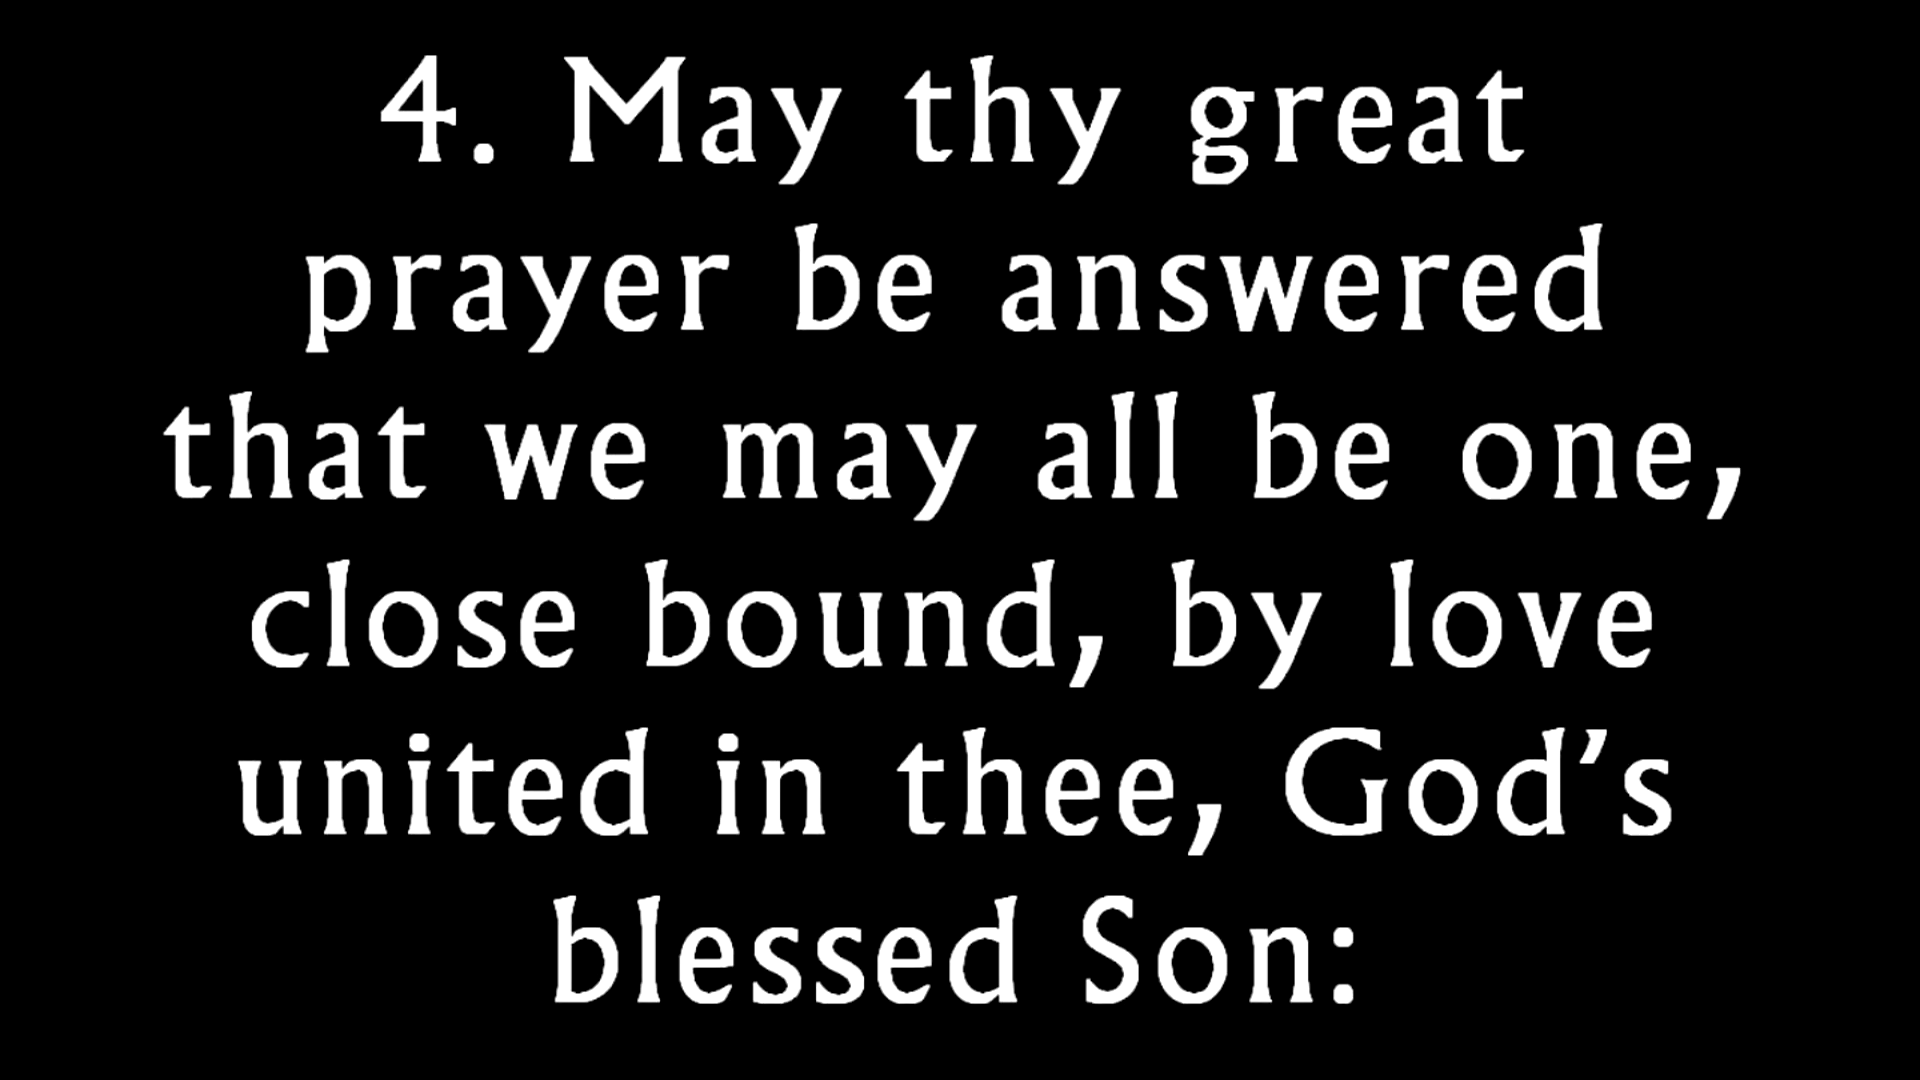 4. May thy great
prayer be answered
that we may all be one,
close bound, by love
united in thee, God’s
blessed Son: